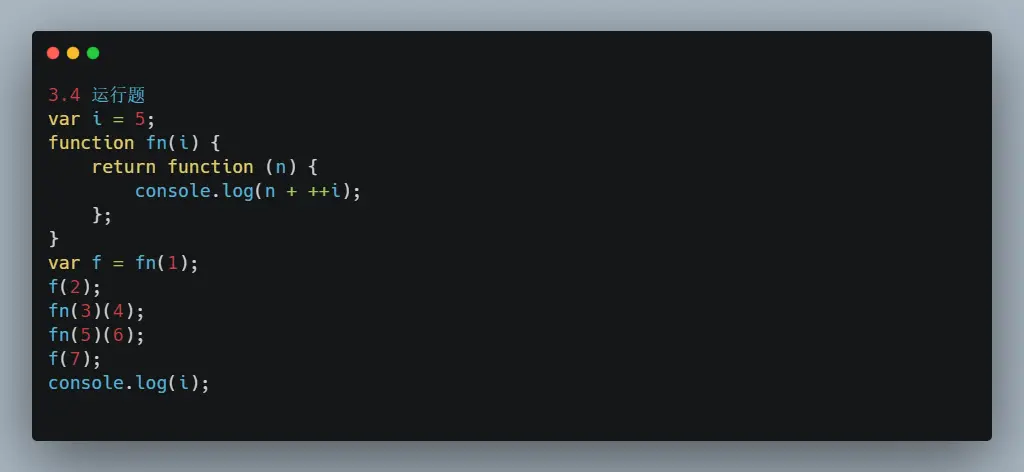 3.4 运行题
var i = 5;
function fn(i) {
    return function (n) {
        console.log(n + ++i);
    };
}
var f = fn(1);
f(2);
fn(3)(4);
fn(5)(6);
f(7);
console.log(i);